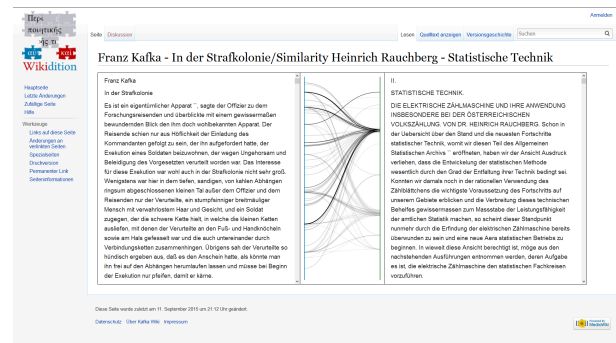 Anmelden
Περὶ
ποιητικῆς
Wikidition
Seite Diskussion
Lesen Quelltext anzeigen Versionsgeschichte Suchen
Franz Kafka - In der Strafkolonie/Similarity Heinrich Rauchberg - Statistische Technik
Hauptseite
Letzte Änderungen
Zufällige Seite
Hilfe
Werkzeuge
Links auf diese Seite
Änderungen an
verlinkten Seiten
Spezialseiten
Druckversion
Permanenter Link
Seiteninformationen
Franz Kafka
In der Strafkolonie
Es ist ein eigentümlicher Apparat ``, sagte der Offizier zu dem
Forschungsreisenden und überblickte mit einem gewissermaßen
bewundernden Blick den ihm doch wohlbekannten Apparat. Der
Reisende schien nur aus Höflichkeit der Einladung des
Kommandanten gefolgt zu sein, der ihn aufgefordert hatte, der
Exekution eines Soldaten beizuwohnen, der wegen Ungehorsam und
Beleidigung des Vorgesetzten verurteilt worden war. Das Interesse
für diese Exekution war wohl auch in der Strafkolonie nicht sehr groß.
Wenigstens war hier in dem tiefen, sandigen, von kahlen Abhängen
ringsum abgeschlossenen kleinen Tal außer dem Offizier und dem
Reisenden nur der Verurteilte, ein stumpfsinniger breitmäuliger
Mensch mit verwahrlostem Haar und Gesicht, und ein Soldat
zugegen, der die schwere Kette hielt, in welche die kleinen Ketten
ausliefen, mit denen der Verurteilte an den Fuß- und Handknöcheln
sowie am Hals gefesselt war und die auch untereinander durch
Verbindungsketten zusammenhingen. Übrigens sah der Verurteilte so
hündisch ergeben aus, daß es den Anschein hatte, als könnte man
ihn frei auf den Abhängen herumlaufen lassen und müsse bei Beginn
der Exekution nur pfeifen, damit er käme.
II.
STATISTISCHE TECHNIK.
DIE ELEKTRISCHE ZÄHLMASCHINE UND IHRE ANWENDUNG
INSBESONDERE BEI DER ÖSTERREICHISCHEN
VOLKSZÄHLUNG. VON DR. HEINRICH RAUCHBERG. Schon in
der Uebersicht über den Stand und die neuesten Fortschritte
statistischer Technik, womit wir diesen Teil des Allgemeinen
Statistischen Archivs `` eröffneten, haben wir der Ansicht Ausdruck
verliehen, dass die Entwickelung der statistischen Methode
wesentlich durch den Grad der Entfaltung ihrer Technik bedingt sei.
Konnten wir damals noch in der rationellen Verwendung des
Zählblättchens die wichtigste Voraussetzung des Fortschritts auf
unserem Gebiete erblicken und die Verbreitung dieses technischen
Behelfes gewissermassen zum Massstabe der Leistungsfähigkeit
der amtlichen Statistik machen, so scheint dieser Standpunkt
nunmehr durch die Erfindung der elektrischen Zählmaschine bereits
überwunden zu sein und eine neue Aera statistischen Betriebs zu
beginnen. In wieweit diese Ansicht berechtigt ist, möge aus den
nachstehenden Ausführungen entnommen werden, deren Aufgabe
es ist, die elektrische Zählmaschine den statistischen Fachkreisen
vorzuführen.
Diese Seite wurde zuletzt am 11. September 2015 um 21:12 Uhr geändert.
Datenschutz Über Kafka Wiki Impressum
Powered by
MediaWiki